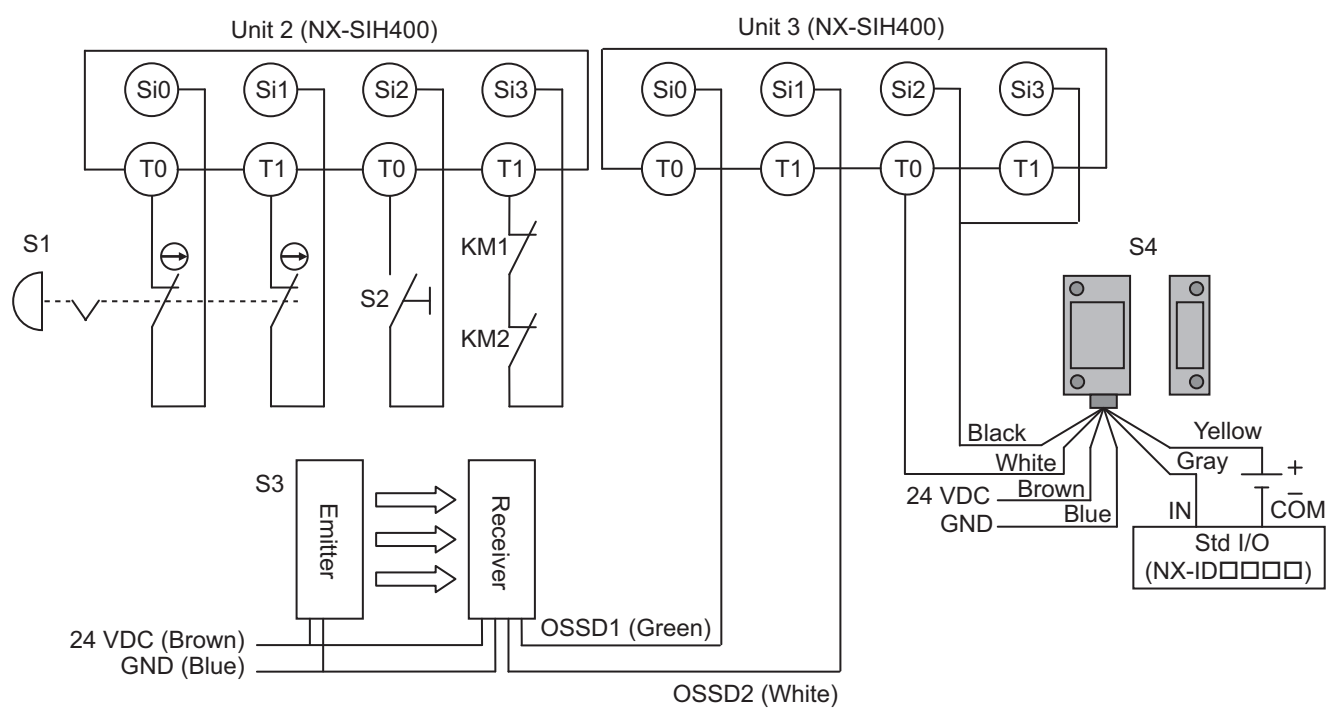 Unit 2 (NX-SIH400)
Unit 3 (NX-SIH400)
Si0 Si1 Si2 Si3
Si0 Si1 Si2 Si3
T0 T1 T0 T1
T0 T1 T0 T1
S1
KM1
S2
KM2
S4
Black
White
Brown
24 VDC
Blue
GND
Yellow
Gray
+
−
IN
COM
Std I/O
(NX-ID□□□□)
S3
Emitter
Receiver
24 VDC (Brown)
GND (Blue)
OSSD1 (Green)
OSSD2 (White)